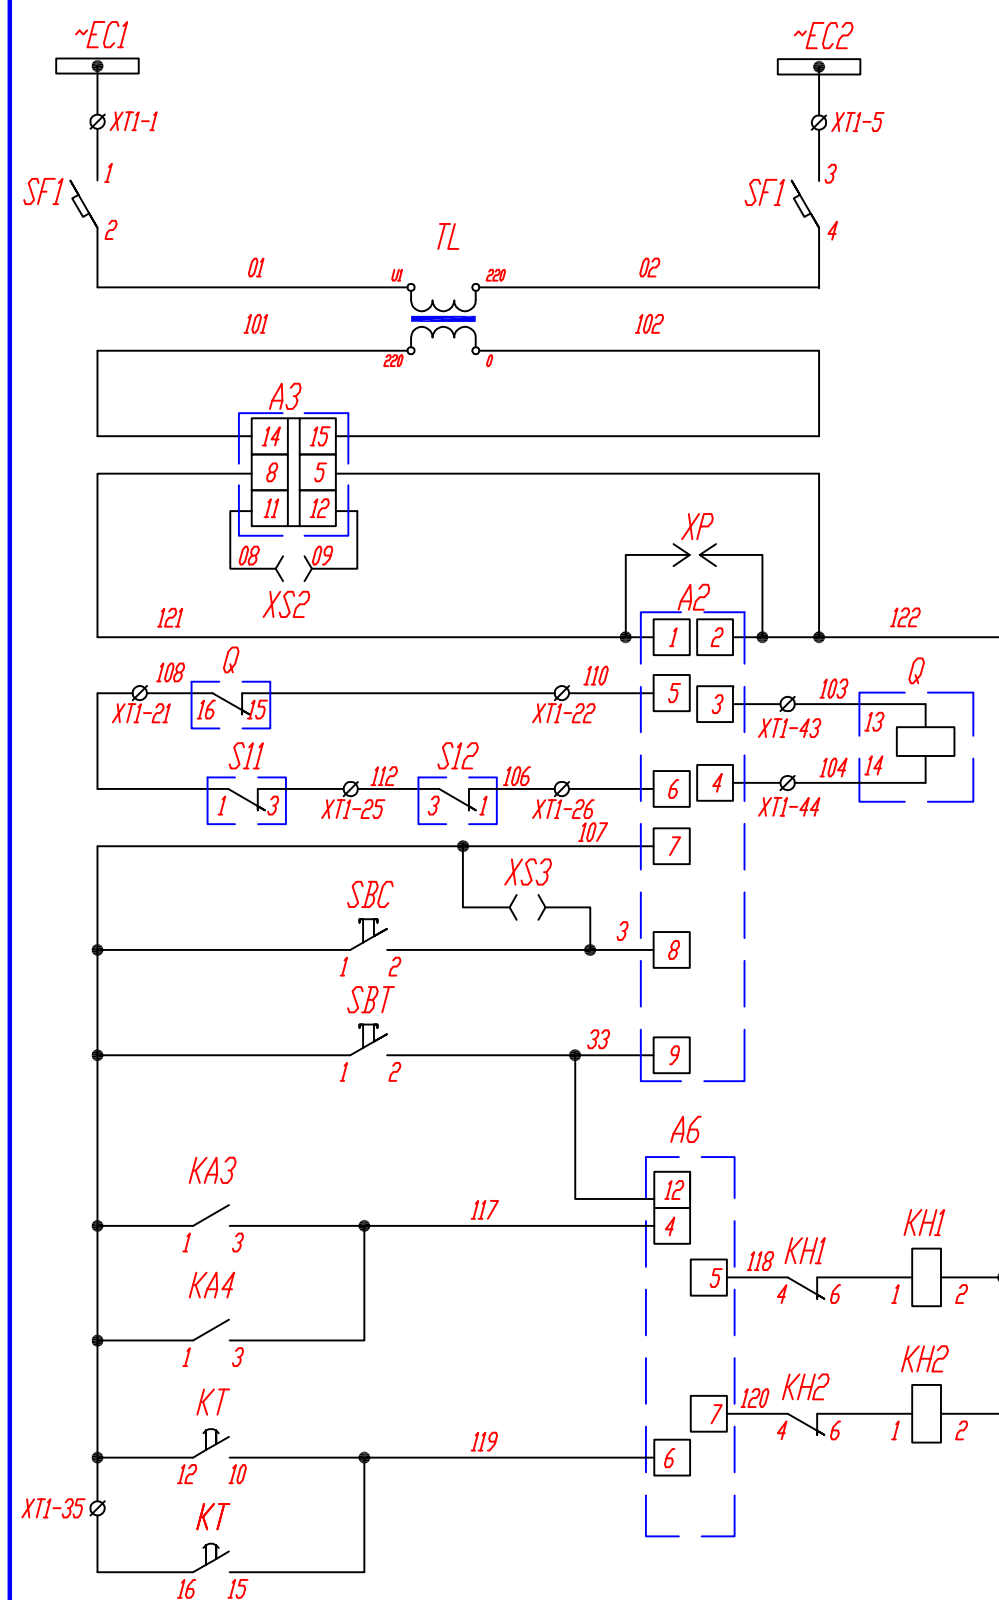 ~EC1 ~EC2
XT1-1 XT1-5
1 3
SF1 SF1
2 4
TL
01 U1 220 02
101 102
220 0
A3
14 15
8 5
11 12
08 09
XS2
XP
A2
121 1 2 122
108 Q 110 5 Q
3 103
XT1-21 16 15 XT1-22 XT1-43 13
S11 S12
112 106 6 4 104 14
1 3 XT1-25 3 1 XT1-26 XT1-44
107 7
XS3
SBC
3 8
1 2
SBT
33 9
1 2
A6
KA3 12
117 4
1 3
118 KH1 KH1
5 4 6 1 2
KA4
1 3
KT
120 KH2 KH2
7 4 6 1 2
119 6
12 10
XT1-35
KT
16 15